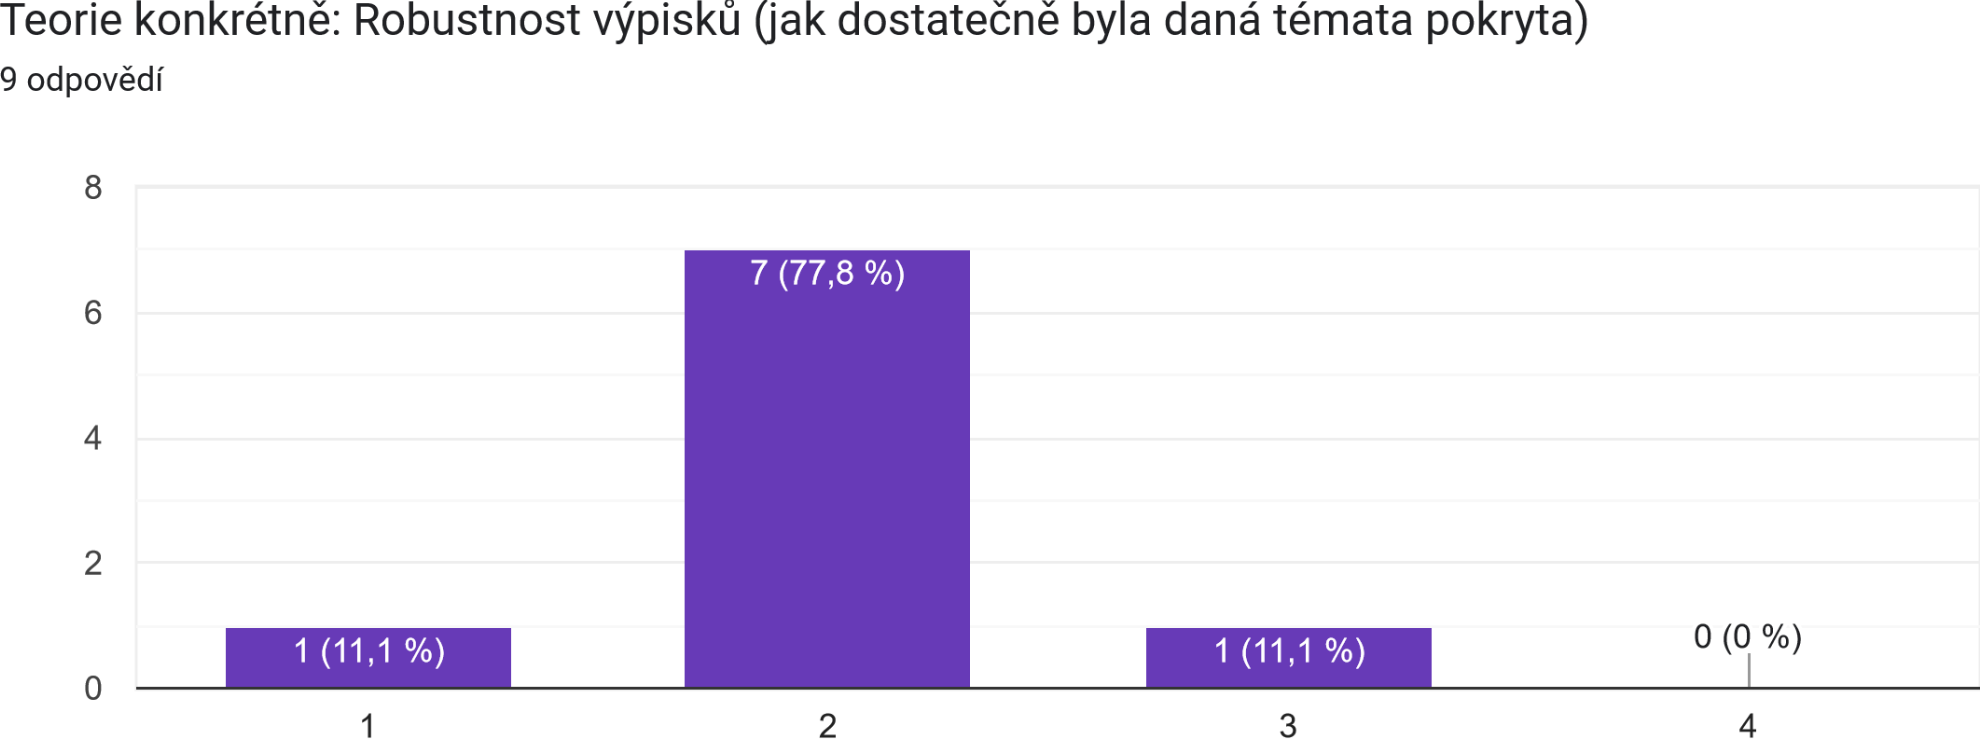 Teorie konkrétně: Robustnost výpisků (jak dostatečně byla daná témata pokryta)
9 odpovědí
8
6
4
2
0
1 (11,1 %)
7 (77,8 %)
1 (11,1 %)
0 (0 %)
1
2
3
4